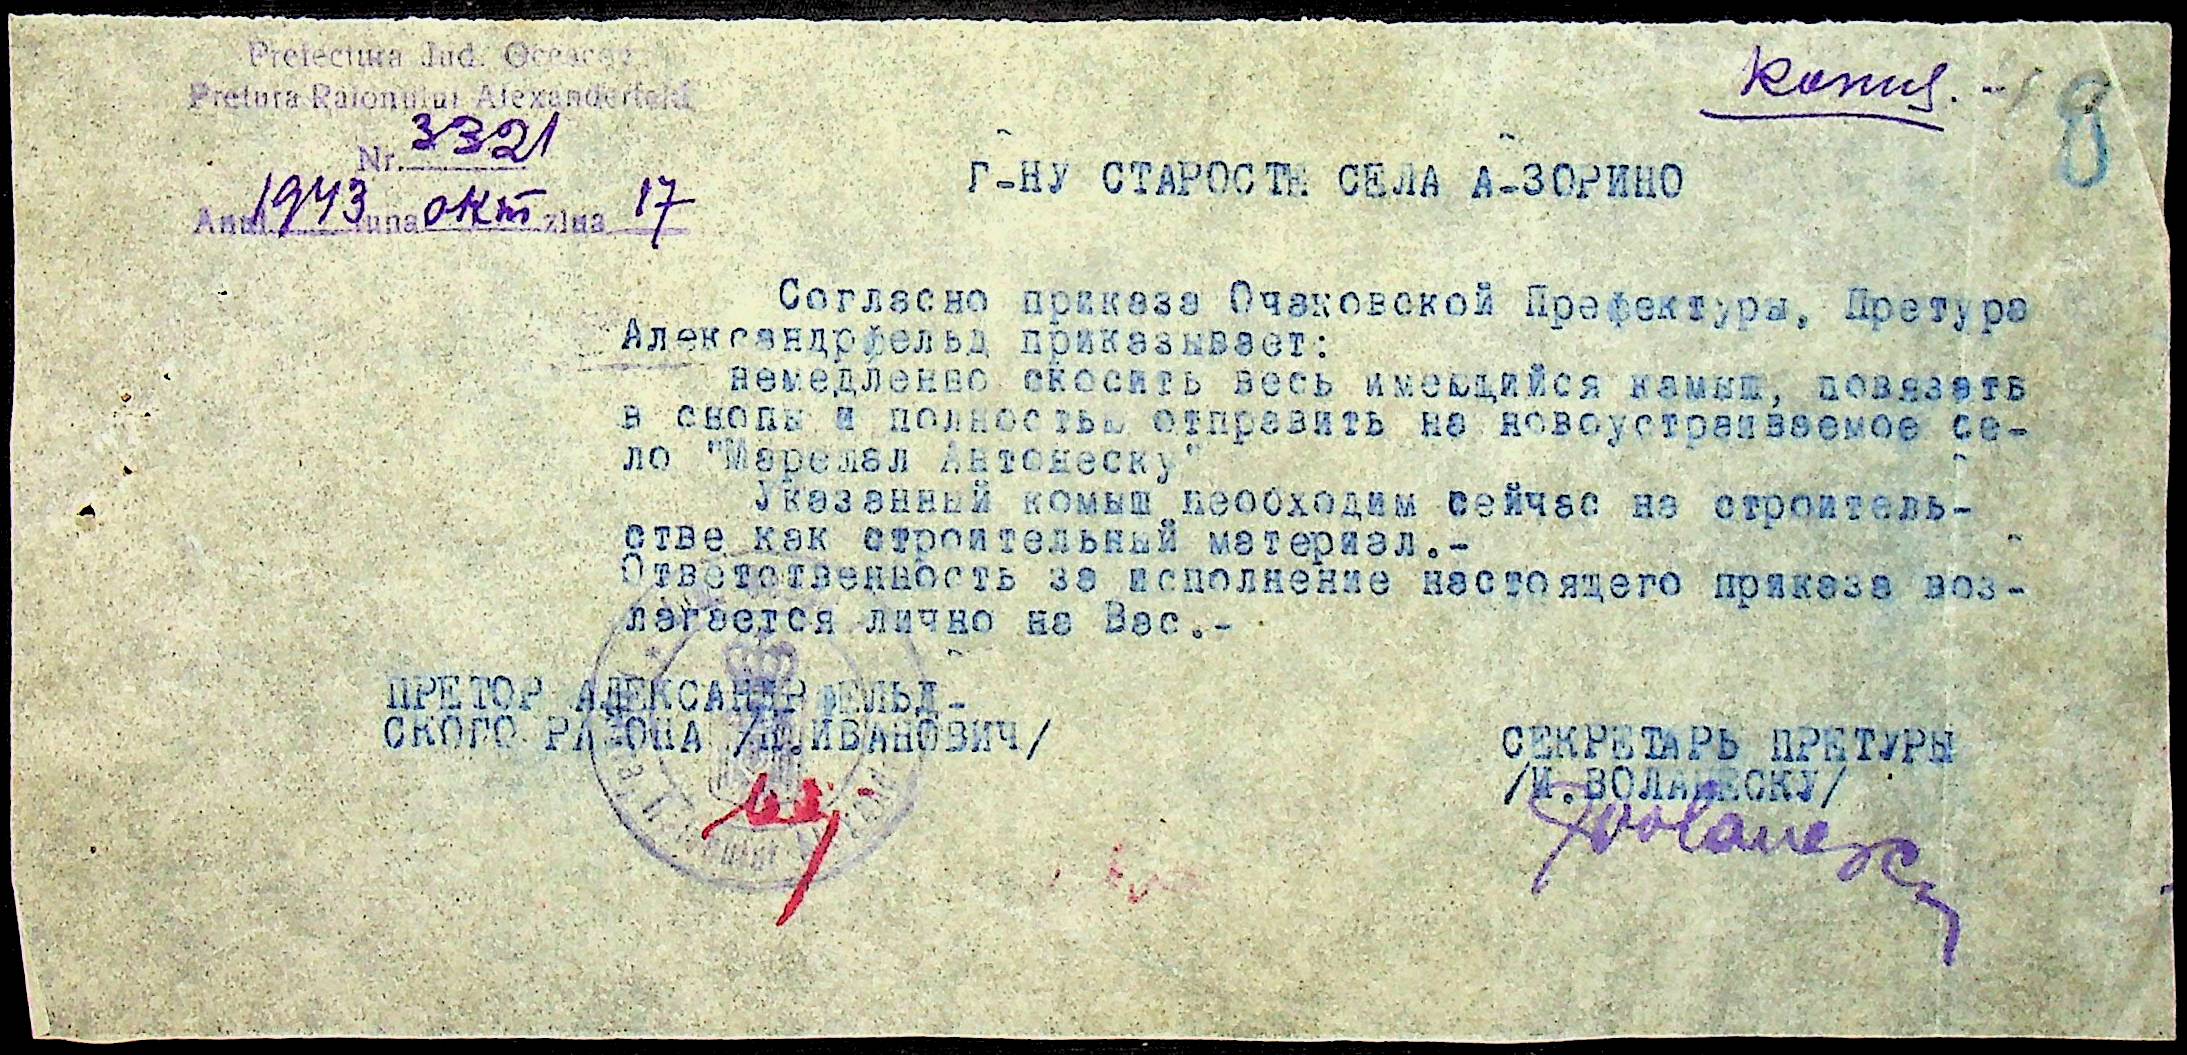 Prefectura Jud. Oceacov
Pretura Raionului Alexanderfeld
Копия.
8
Nr. 3321
Anul 1943 luna окт ziua 17
Г-НУ СТАРОСТЕ СЕЛА А-ЗОРИНО
Согласно приказа Очаковской Префектуры, Претура
Александрфельд приказывает:
немедленно скосить весь имеющийся камыш, повязать
в снопы и полностью отправить на новоустраиваемое се-
ло "Марешал Антонеску"
Указанный комыш необходим сейчас на строитель-
стве как строительный материал.-
Ответственность за исполнение настоящего приказа воз-
лагается лично на Вас.-
ПРЕТОР АЛЕКСАНДРФЕЛЬД-
СКОГО РАЙОНА /П.ИВАНОВИЧ/
СЕКРЕТАРЬ ПРЕТУРЫ
/И.ВОЛАНЕСКУ/